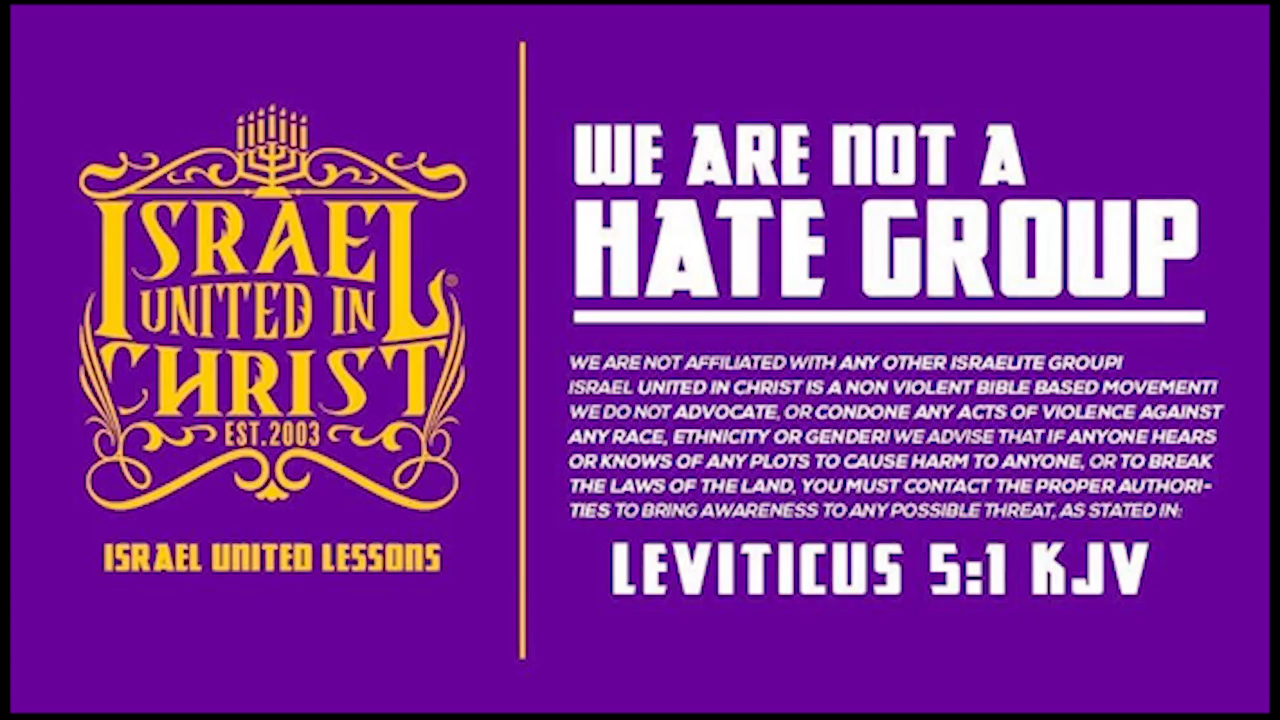 ISRAEL
UNITED IN
CHRIST
EST.2003
ISRAEL UNITED LESSONS
WE ARE NOT A
HATE GROUP
WE ARE NOT AFFILIATED WITH ANY OTHER ISRAELITE GROUP!
ISRAEL UNITED IN CHRIST IS A NON VIOLENT BIBLE BASED MOVEMENT!
WE DO NOT ADVOCATE, OR CONDONE ANY ACTS OF VIOLENCE AGAINST
ANY RACE, ETHNICITY OR GENDER! WE ADVISE THAT IF ANYONE HEARS
OR KNOWS OF ANY PLOTS TO CAUSE HARM TO ANYONE, OR TO BREAK
THE LAWS OF THE LAND, YOU MUST CONTACT THE PROPER AUTHORI-
TIES TO BRING AWARENESS TO ANY POSSIBLE THREAT, AS STATED IN:
LEVITICUS 5:1 KJV